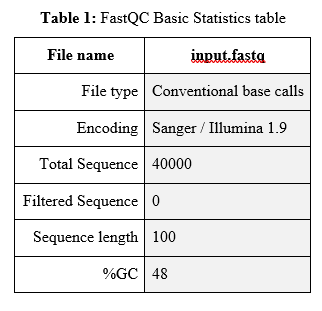 Table 1: FastQC Basic Statistics table
File name input.fastq
File type Conventional base calls
Encoding Sanger / Illumina 1.9
Total Sequence 40000
Filtered Sequence 0
Sequence length 100
%GC 48